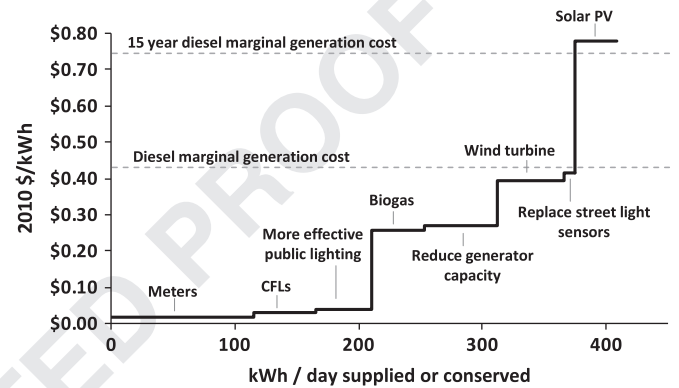 Solar PV
$0.80
15 year diesel marginal generation cost
$0.70
$0.60
$0.50
Diesel marginal generation cost
Wind turbine
$0.40
Biogas
Replace street light
sensors
$0.30
More effective
public lighting
Reduce generator
capacity
$0.20
CFLs
Meters
$0.10
$0.00
2010 $/kWh
0 100 200 300 400
kWh / day supplied or conserved
TED PROOF